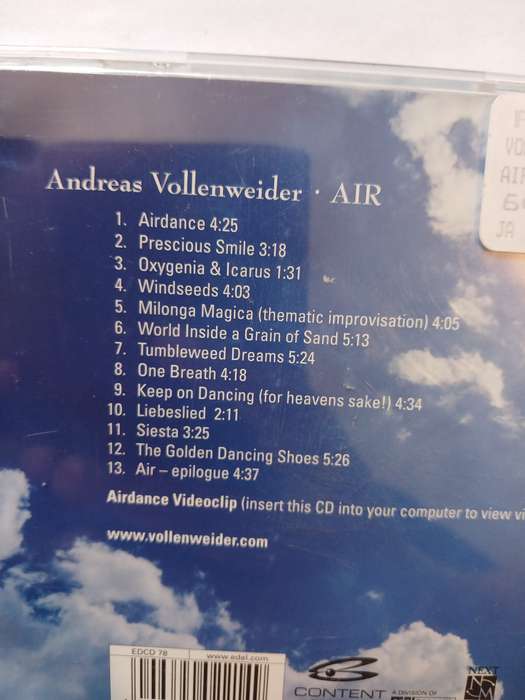 Andreas Vollenweider · AIR
1. Airdance 4:25
2. Prescious Smile 3:18
3. Oxygenia & Icarus 1:31
4. Windseeds 4:03
5. Milonga Magica (thematic improvisation) 4:05
6. World Inside a Grain of Sand 5:13
7. Tumbleweed Dreams 5:24
8. One Breath 4:18
9. Keep on Dancing (for heavens sake!) 4:34
10. Liebeslied 2:11
11. Siesta 3:25
12. The Golden Dancing Shoes 5:26
13. Air – epilogue 4:37
Airdance Videoclip (insert this CD into your computer to view
www.vollenweider.com
EDCD 78 www.edel.com
CONTENT
A DIVISION OF
NEXT
AIR
JA